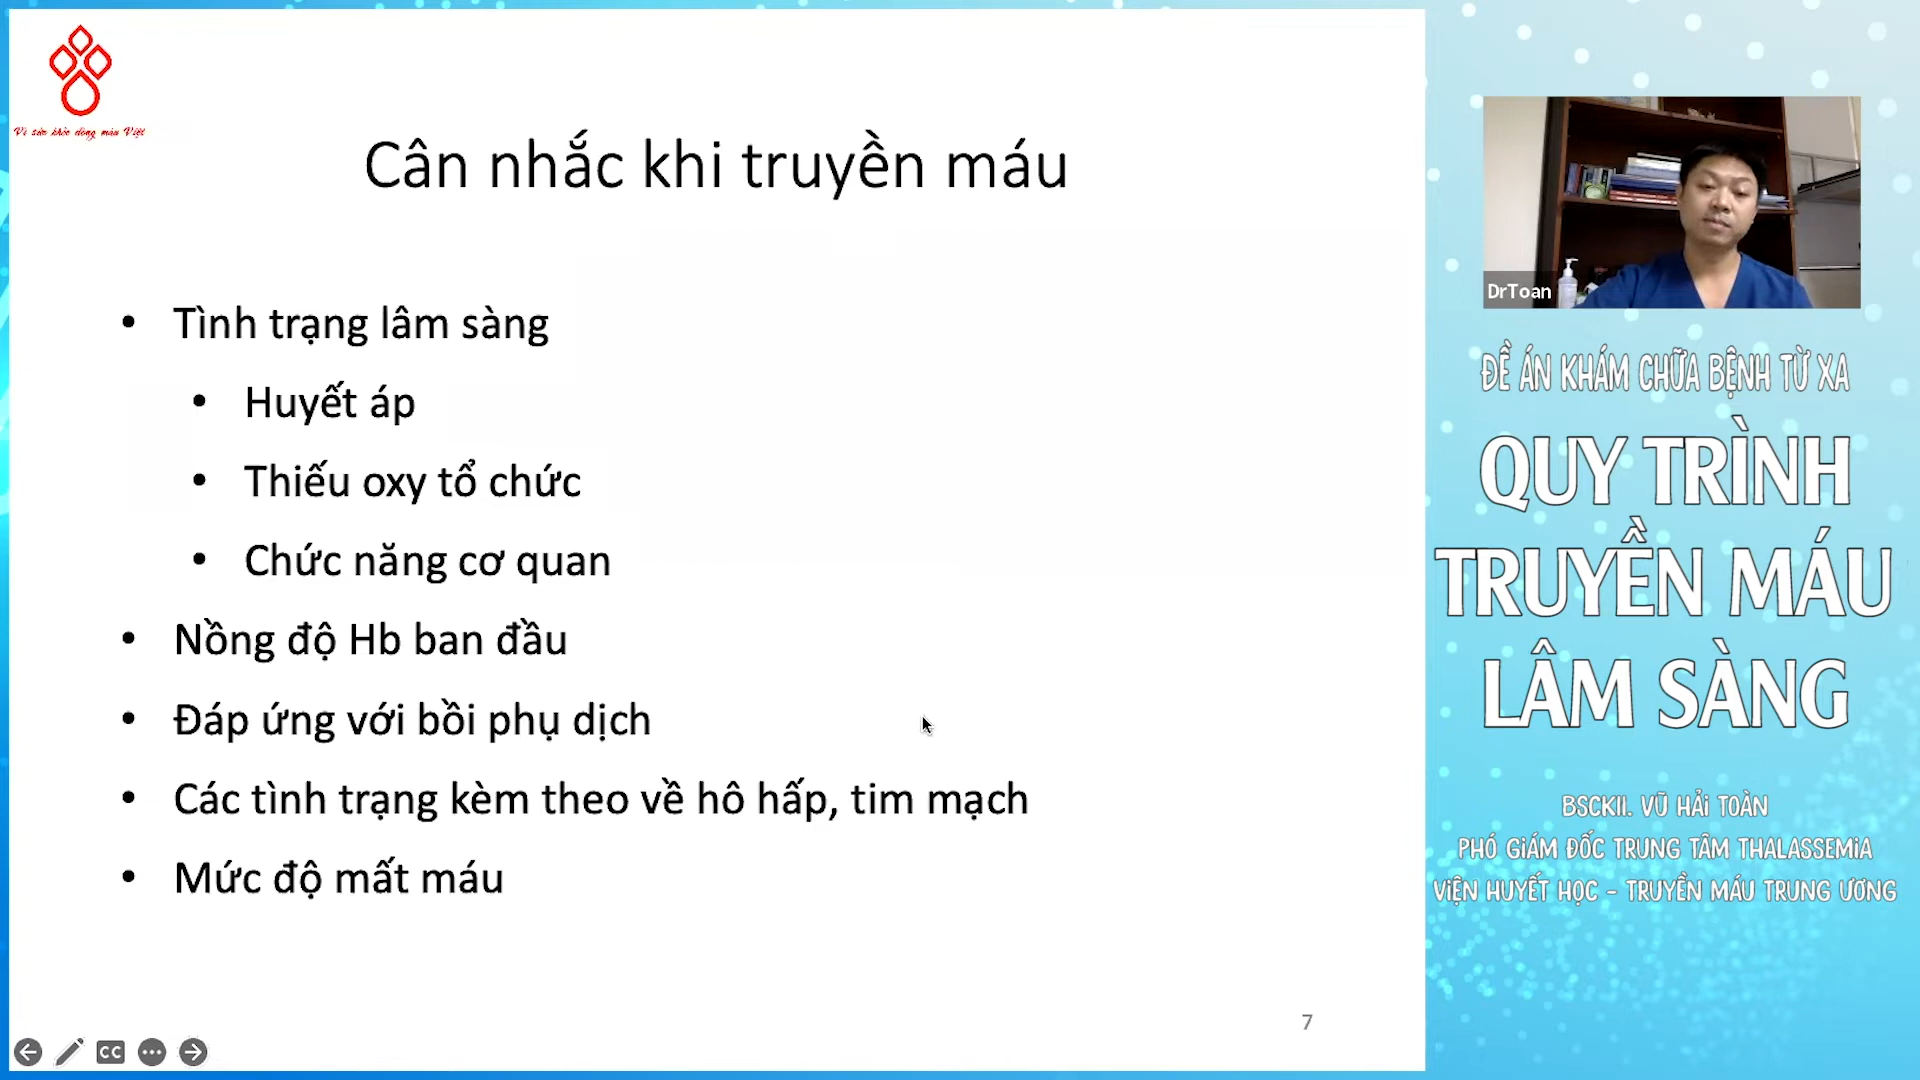 Vì sức khỏe dòng máu Việt
Cân nhắc khi truyền máu
• Tình trạng lâm sàng
• Huyết áp
• Thiếu oxy tổ chức
• Chức năng cơ quan
• Nồng độ Hb ban đầu
• Đáp ứng với bồi phụ dịch
• Các tình trạng kèm theo về hô hấp, tim mạch
• Mức độ mất máu
7
CC
DrToan
ĐỀ ÁN KHÁM CHỮA BỆNH TỪ XA
QUY TRÌNH
TRUYỀN MÁU
LÂM SÀNG
BSCKII. VŨ HẢI TOÀN
PHÓ GIÁM ĐỐC TRUNG TÂM THALASSEMIA
VIỆN HUYẾT HỌC - TRUYỀN MÁU TRUNG ƯƠNG